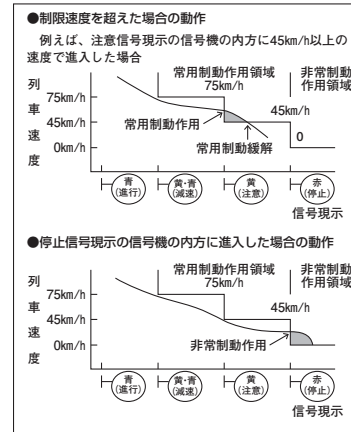 ●制限速度を超えた場合の動作
例えば、注意信号現示の信号機の内方に45km/h以上の
速度で進入した場合
常用制動作用領域
非常制動
作用領域
列車速度
75km/h
75km/h
45km/h
45km/h
0km/h
0
常用制動作用
常用制動緩解
青
(進行)
黄・青
(減速)
黄
(注意)
赤
(停止)
信号現示
●停止信号現示の信号機の内方に進入した場合の動作
常用制動作用領域
非常制動
作用領域
列車速度
75km/h
75km/h
45km/h
45km/h
0km/h
非常制動作用
青
(進行)
黄・青
(減速)
黄
(注意)
赤
(停止)
信号現示